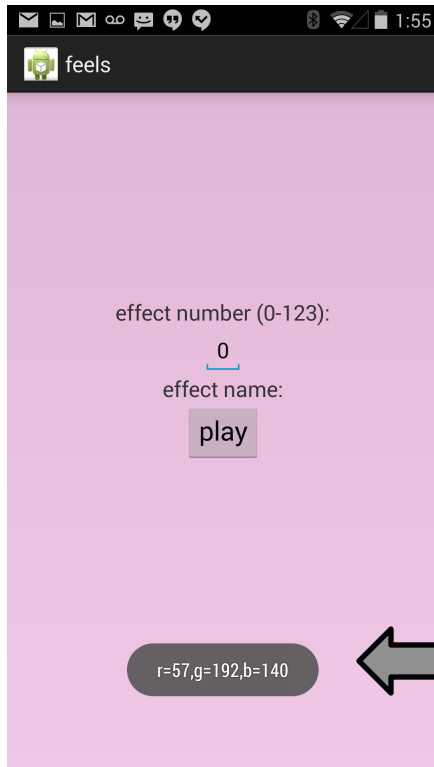 1:55
feels
effect number (0-123):
0
effect name:
play
r=57,g=192,b=140